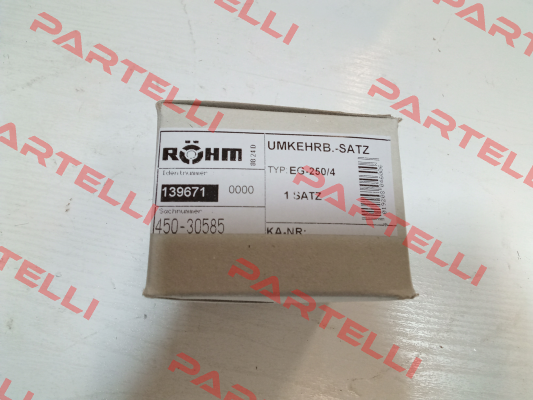 PARTELLI
RÖHM
Identnummer
139671 0000
Sachnummer
450-30585
UMKEHRB.-SATZ
TYP. EG-250/4
1 SATZ
KA-NR:
PARTELLI
PARTELLI
PARTELLI
PARTELLI